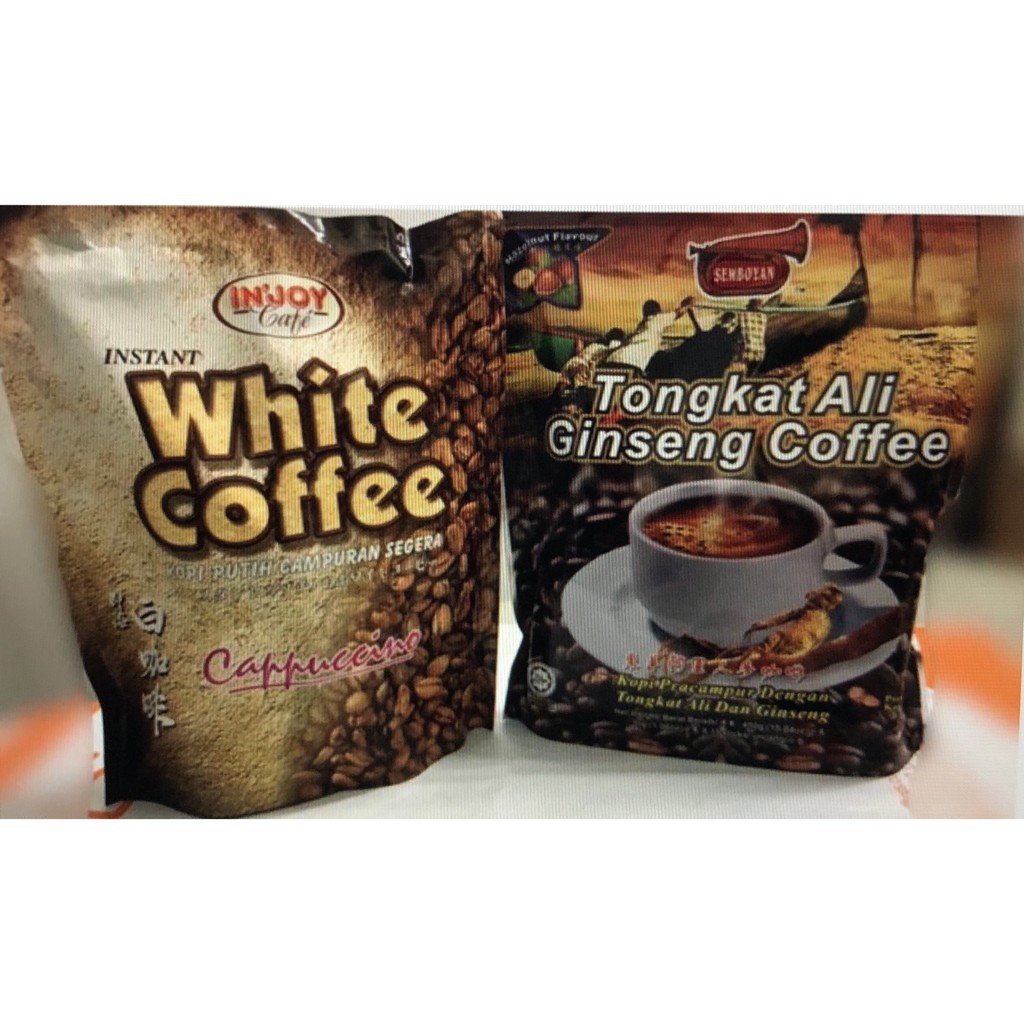 IN'JOY
Café
INSTANT
White
Coffee
KOPI PUTIH CAMPURAN SEGERA
白咖啡
Cappuccino
Hazelnut Flavour
SEMBOYAN
Tongkat Ali
Ginseng Coffee
Kopi Pracampur Dengan
Tongkat Ali Dan Ginseng